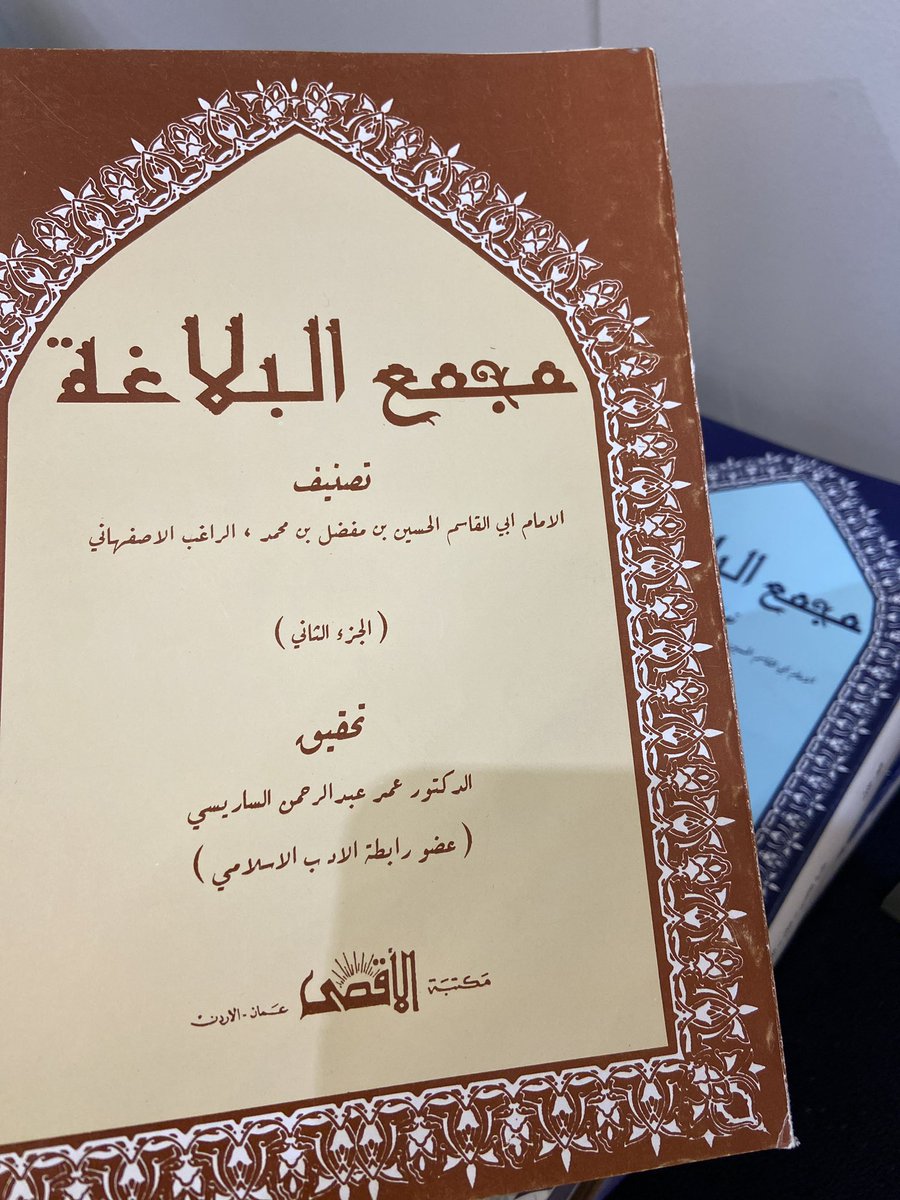 مجمع البلاغة
تصنيف
الامام ابي القاسم الحسين بن مفضل بن محمد ، الراغب الاصفهاني
( الجزء الثاني )
تحقيق
الدكتور عمر عبدالرحمن الساريسي
( عضو رابطة الادب الاسلامي )
مكتبة الأقصى عمان - الاردن
مجمع